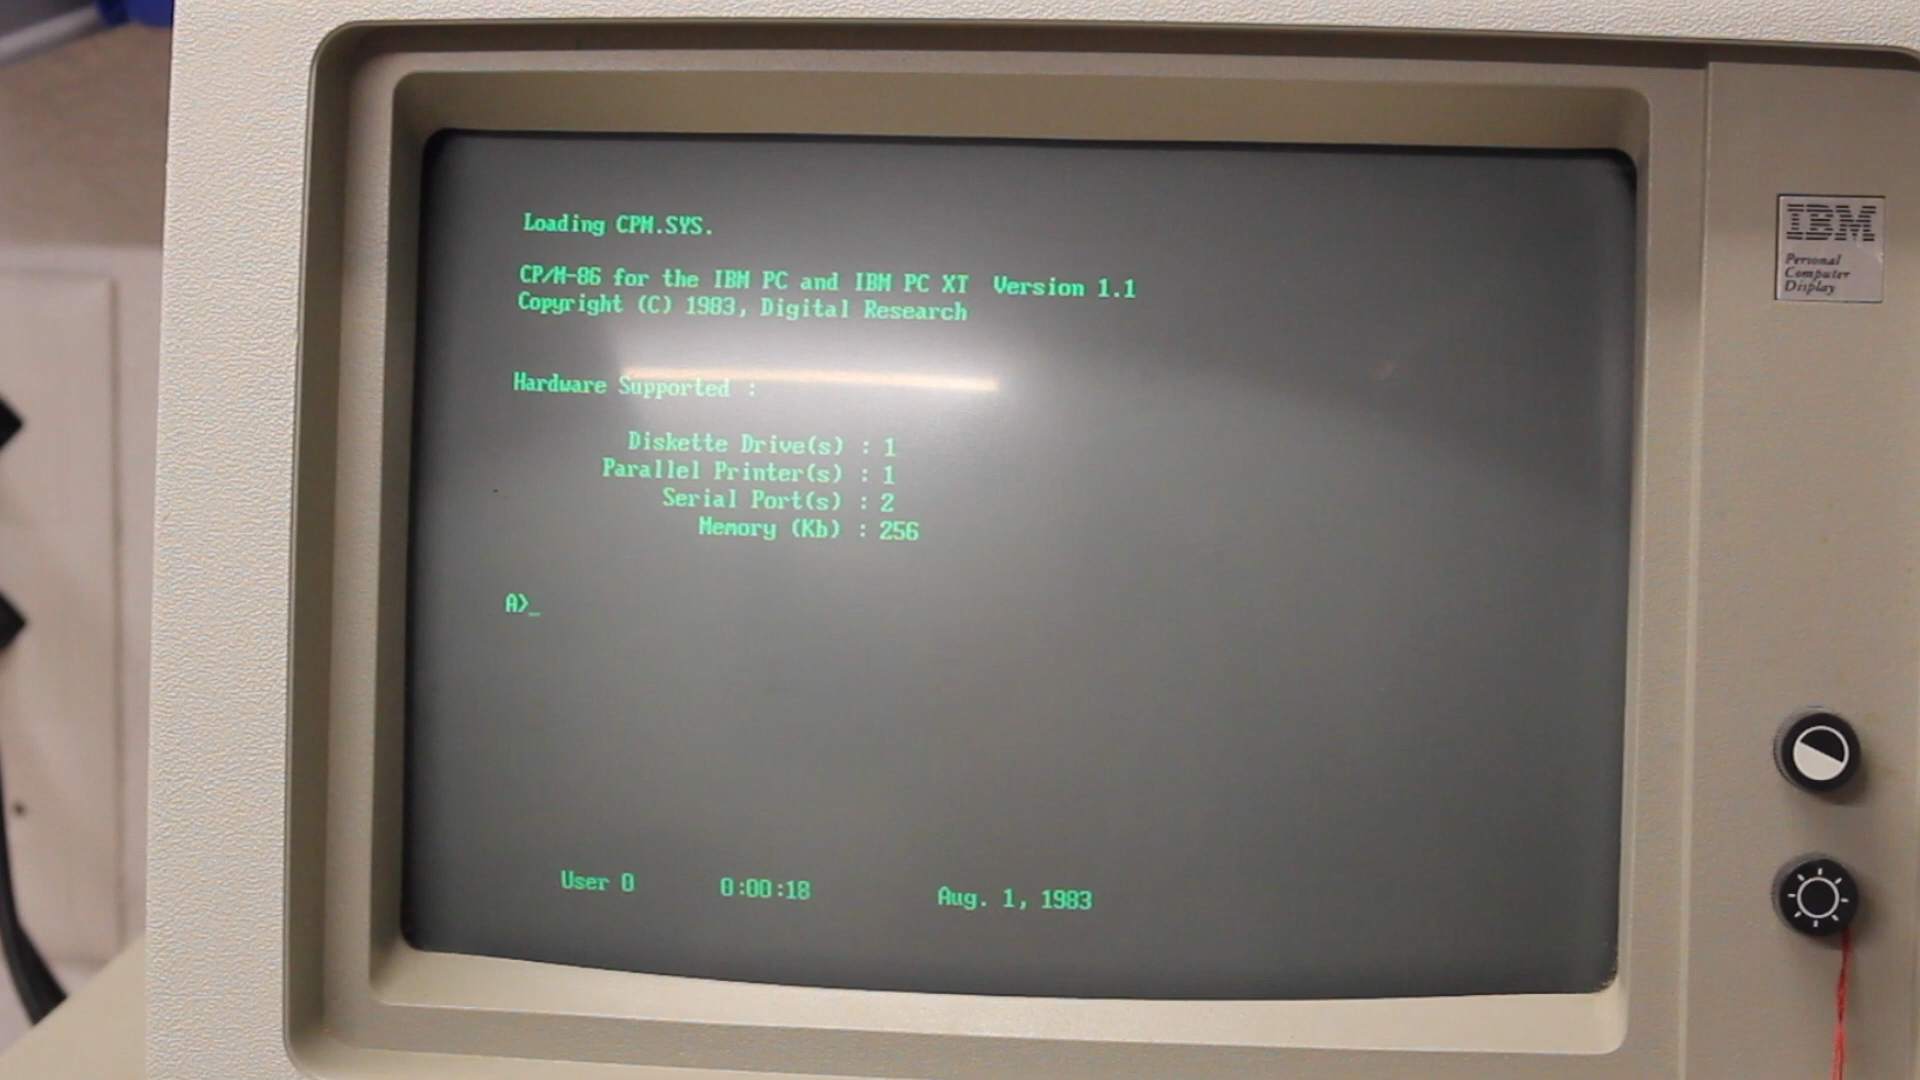 Loading CPM.SYS.
CP/M-86 for the IBM PC and IBM PC XT  Version 1.1
Copyright (C) 1983, Digital Research
Hardware Supported :
Diskette Drive(s) : 1
Parallel Printer(s) : 1
Serial Port(s) : 2
Memory (Kb) : 256
A>_
User 0  0:00:18  Aug. 1, 1983
IBM
Personal
Computer
Display